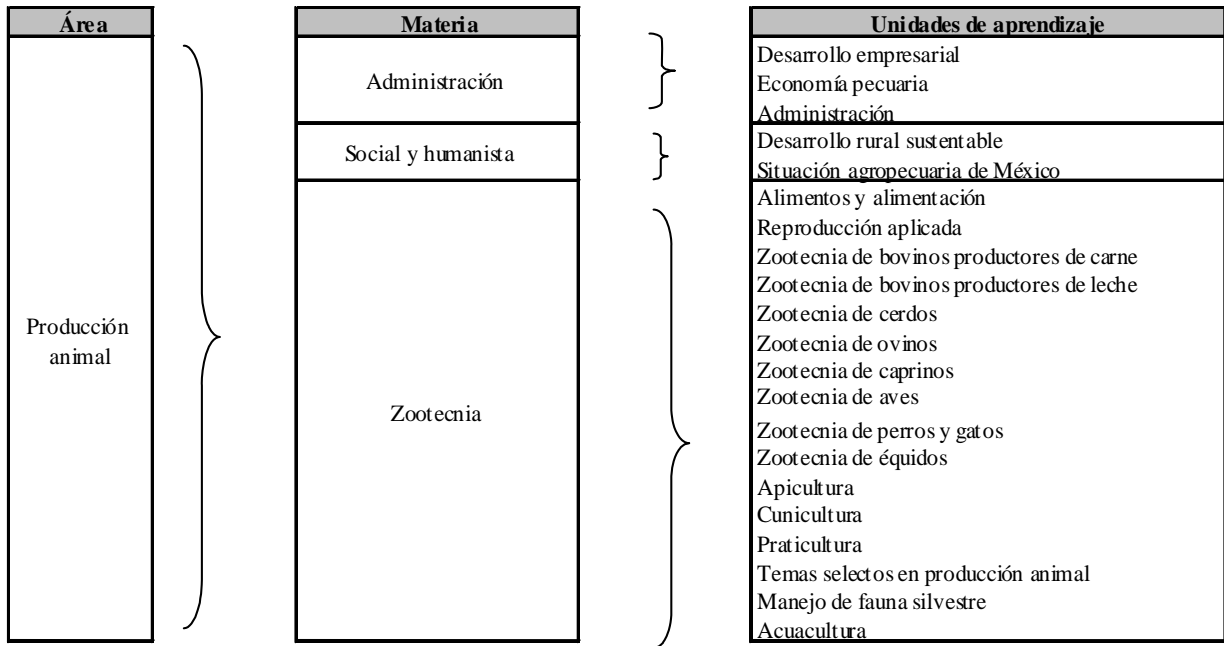 Área
Materia
Unidades de aprendizaje
Producción
animal
Administración
Desarrollo empresarial
Economía pecuaria
Administración
Social y humanista
Desarrollo rural sustentable
Situación agropecuaria de México
Zootecnia
Alimentos y alimentación
Reproducción aplicada
Zootecnia de bovinos productores de carne
Zootecnia de bovinos productores de leche
Zootecnia de cerdos
Zootecnia de ovinos
Zootecnia de caprinos
Zootecnia de aves
Zootecnia de perros y gatos
Zootecnia de équidos
Apicultura
Cunicultura
Praticultura
Temas selectos en producción animal
Manejo de fauna silvestre
Acuacultura